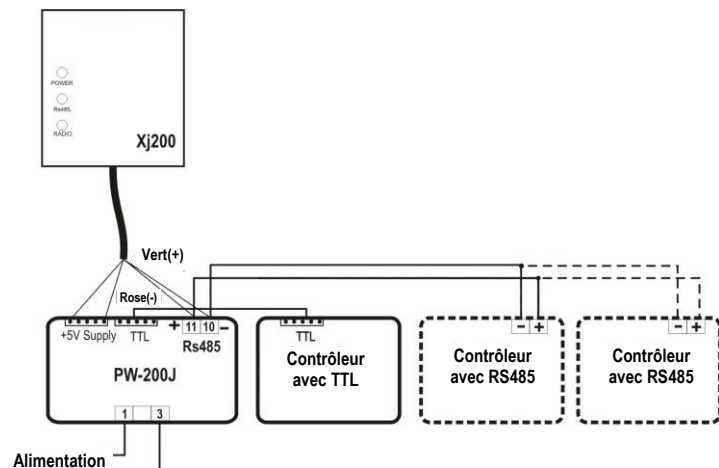 POWER
Rs485
RADIO
Xj200
Vert(+)
Rose(-)
+5V Supply
TTL
+ 11 10 –
Rs485
PW-200J
1
3
Alimentation
TTL
Contrôleur
avec TTL
– +
Contrôleur
avec RS485
– +
Contrôleur
avec RS485